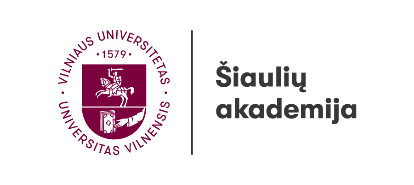 VILNIAUS UNIVERSITETAS
· 1579 ·
UNIVERSITAS VILNENSIS
Šiaulių
akademija